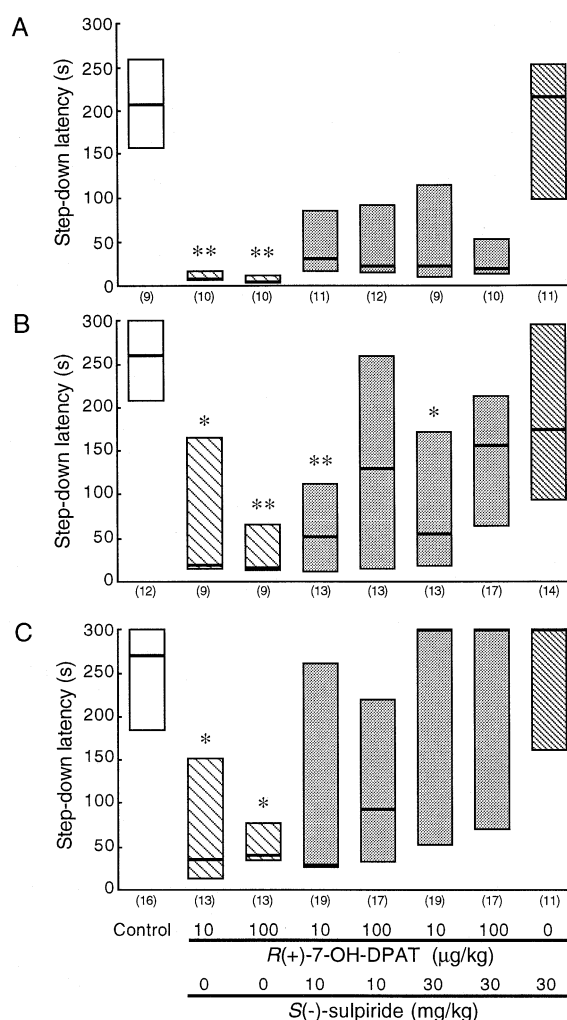 A
Step-down latency (s)
300
250
200
150
100
50
0
** **
(9) (10) (10) (11) (12) (9) (10) (11)
B
Step-down latency (s)
300
250
200
150
100
50
0
* ** ** *
(12) (9) (9) (13) (13) (13) (17) (14)
C
Step-down latency (s)
300
250
200
150
100
50
0
* *
(16) (13) (13) (19) (17) (19) (17) (11)
Control 10 100 10 100 10 100 0
R(+)-7-OH-DPAT (μg/kg)
0 0 10 10 30 30 30
S(-)-sulpiride (mg/kg)